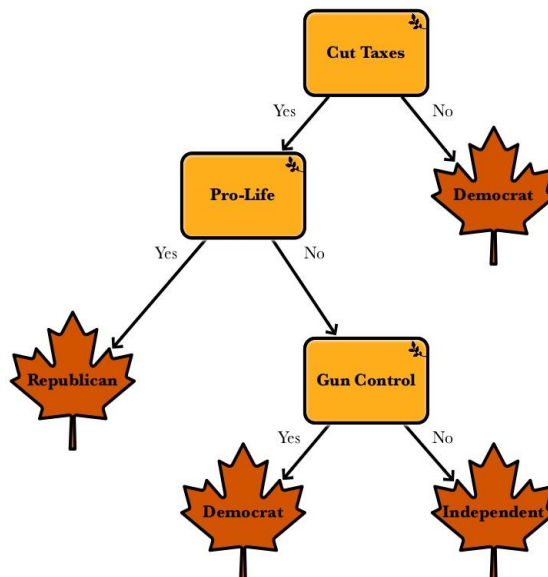 Cut Taxes
Yes
No
Pro-Life
Democrat
Yes
No
Republican
Gun Control
Yes
No
Democrat
Independent